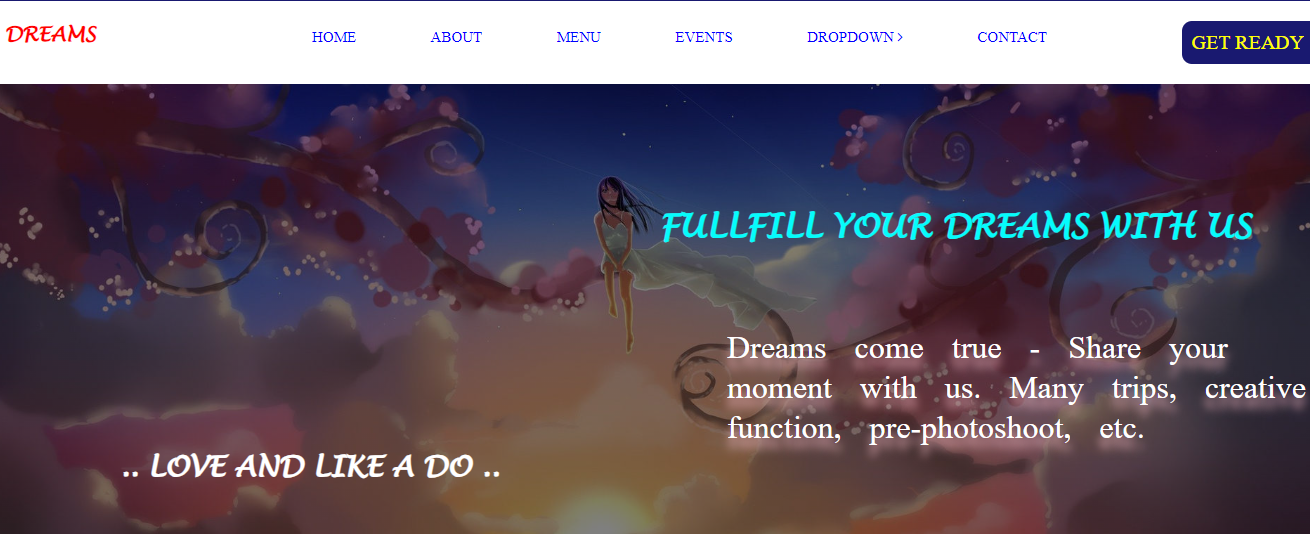 DREAMS
HOME ABOUT MENU EVENTS DROPDOWN > CONTACT
GET READY
FULLFILL YOUR DREAMS WITH US
Dreams come true - Share your
moment with us. Many trips, creative
function, pre-photoshoot, etc.
.. LOVE AND LIKE A DO ..